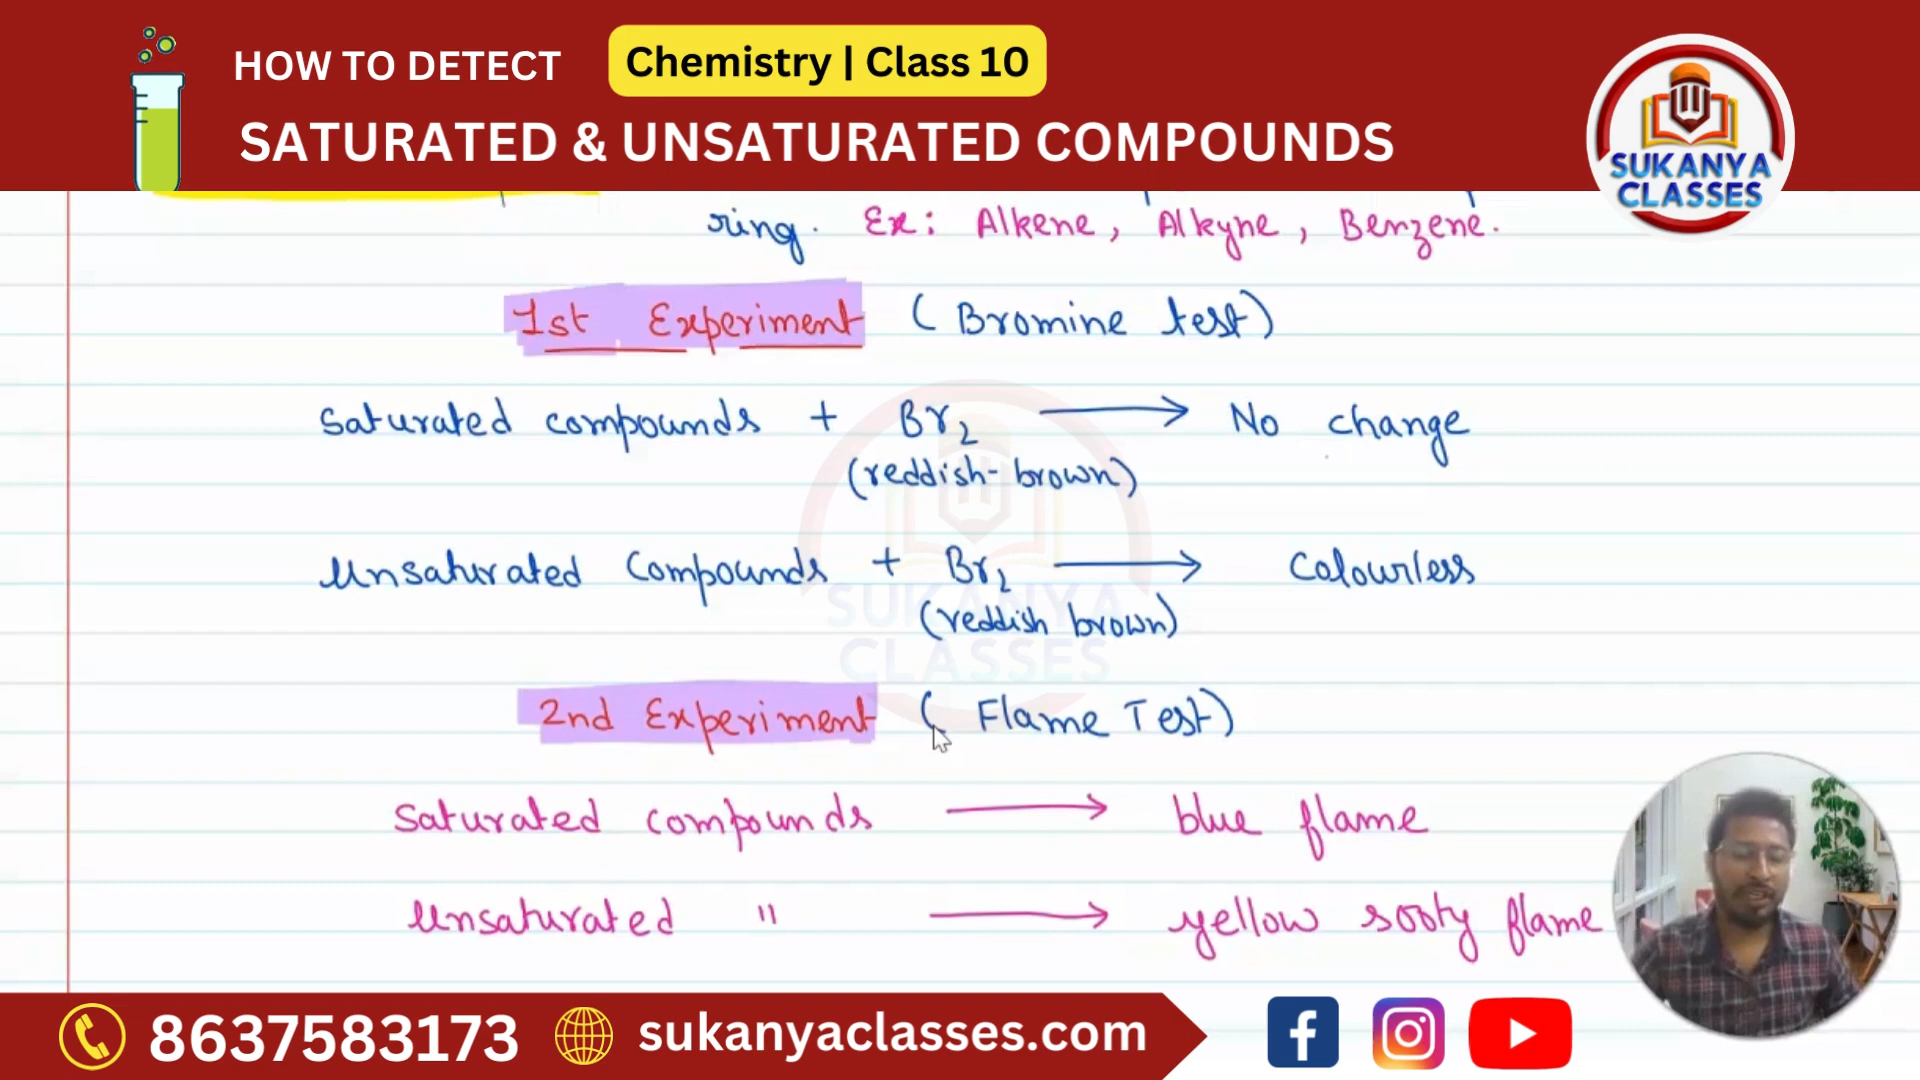 HOW TO DETECT
Chemistry | Class 10
SATURATED & UNSATURATED COMPOUNDS
SUKANYA
CLASSES
ring. Ex: Alkene, Alkyne, Benzene.
1st Experiment (Bromine test)
Saturated compounds + Br₂ → No change
(reddish-brown)
Unsaturated Compounds + Br₂ → Colourless
(reddish brown)
SUKANYA
CLASSES
2nd Experiment (Flame Test)
Saturated compounds → blue flame
Unsaturated " → yellow sooty flame
8637583173
sukanyaclasses.com